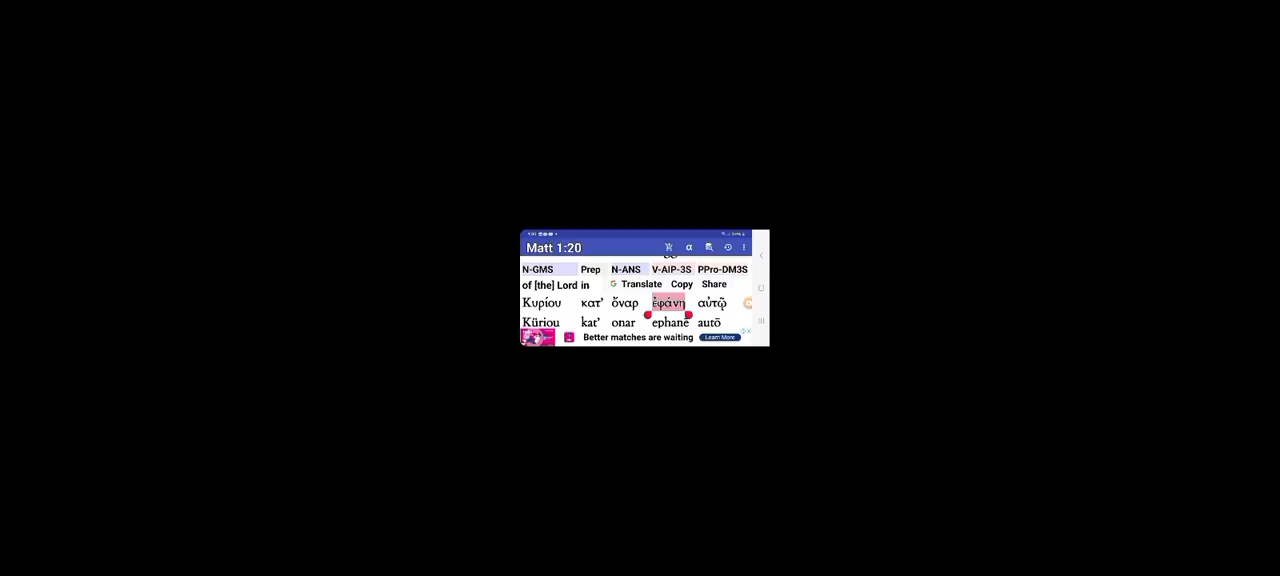 Matt 1:20
N-GMS Prep N-ANS V-AIP-3S PPro-DM3S
of [the] Lord in
Translate Copy Share
Κυρίου κατ’ ὄναρ ἐφάνη αὐτῷ
Küriou kat’ onar ephanē autō
Better matches are waiting
Learn More